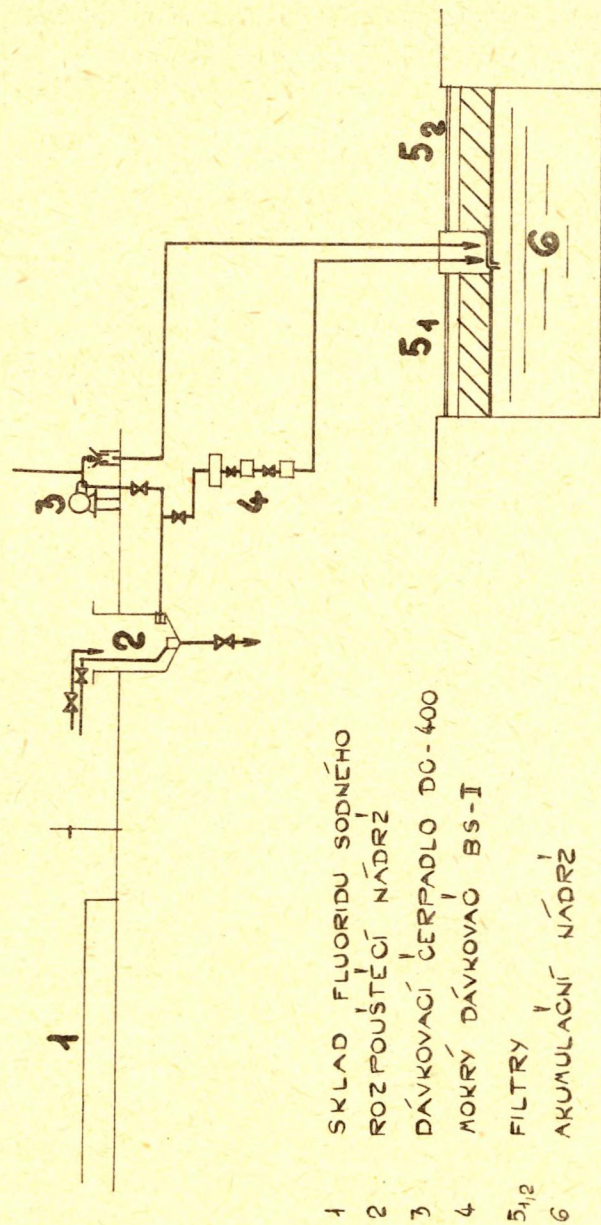 1
2
3
4
5₁
5₂
6
1 SKLAD FLUORIDU SODNÉHO
2 ROZPOUŠTĚCÍ NÁDRŽ
3 DÁVKOVACÍ ČERPADLO DC-400
4 MOKRÝ DÁVKOVAČ BS-II
5₁,₂ FILTRY
6 AKUMULAČNÍ NÁDRŽ